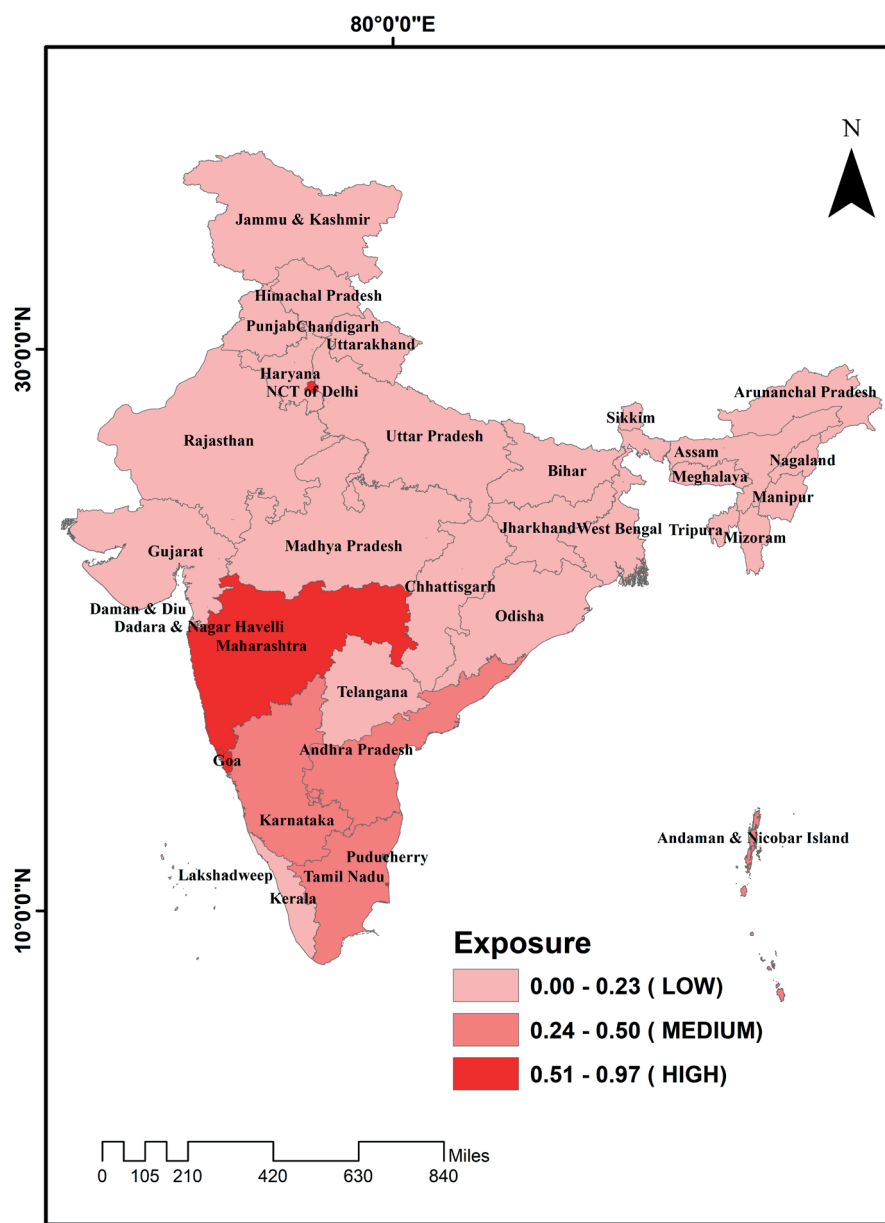 80°0'0"E
N
Jammu & Kashmir
Himachal Pradesh
Punjab
Chandigarh
Uttarakhand
30°0'0"N
Haryana
NCT of Delhi
Arunanchal Pradesh
Sikkim
Rajasthan
Uttar Pradesh
Assam
Nagaland
Bihar
Meghalaya
Manipur
Jharkhand
West Bengal
Tripura
Mizoram
Gujarat
Madhya Pradesh
Chhattisgarh
Daman & Diu
Odisha
Dadara & Nagar Havelli
Maharashtra
Telangana
Andhra Pradesh
Goa
Karnataka
Andaman & Nicobar Island
Puducherry
Lakshadweep
Tamil Nadu
Kerala
10°0'0"N
Exposure
0.00 - 0.23 ( LOW)
0.24 - 0.50 ( MEDIUM)
0.51 - 0.97 ( HIGH)
Miles
0 105 210 420 630 840